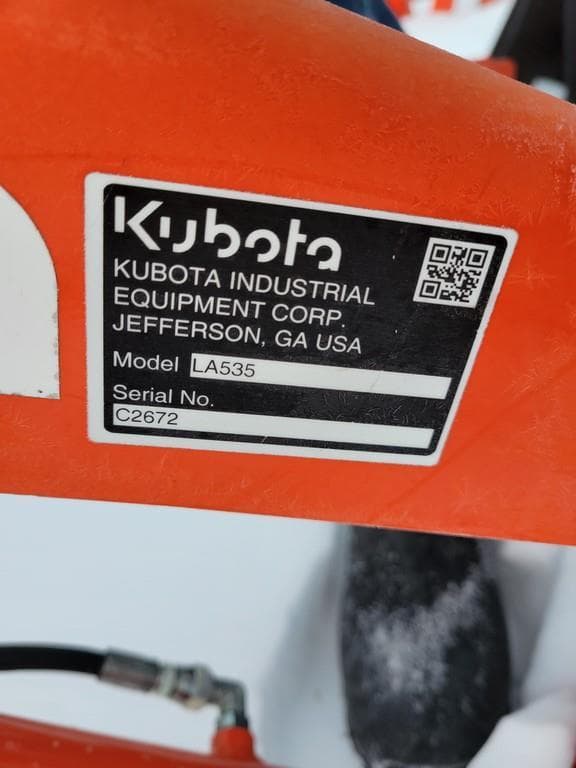 Kubota
KUBOTA INDUSTRIAL
EQUIPMENT CORP.
JEFFERSON, GA USA
Model LA535
Serial No.
C2672